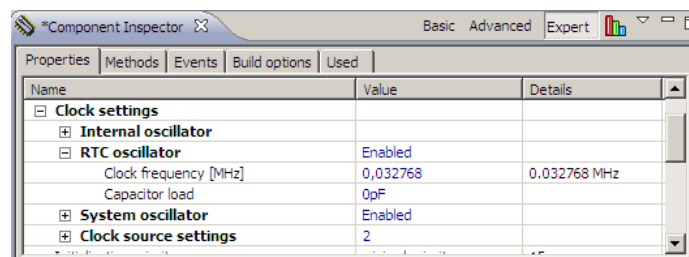 *Component Inspector Basic Advanced Expert
Properties Methods Events Build options Used
Name Value Details
Clock settings
Internal oscillator
RTC oscillator Enabled
Clock frequency [MHz] 0,032768 0.032768 MHz
Capacitor load 0pF
System oscillator Enabled
Clock source settings 2